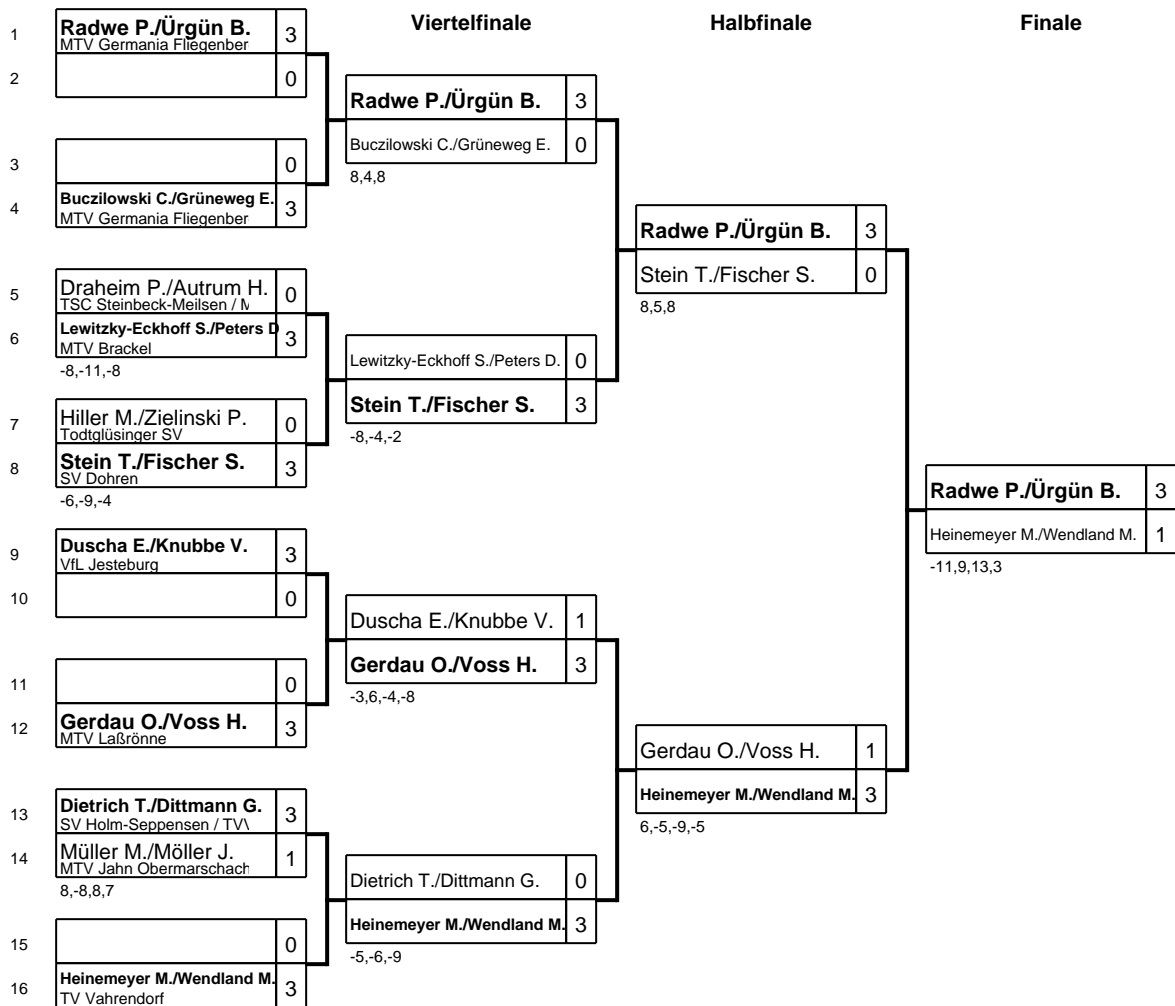 Viertelfinale Halbfinale Finale
1 Radwe P./Ürgün B. 3
MTV Germania Fliegenber
2 0
Radwe P./Ürgün B. 3
Buczilowski C./Grüneweg E. 0
8,4,8
3 0
4 Buczilowski C./Grüneweg E. 3
MTV Germania Fliegenber
Radwe P./Ürgün B. 3
Stein T./Fischer S. 0
8,5,8
5 Draheim P./Autrum H. 0
TSC Steinbeck-Meilsen / M
6 Lewitzky-Eckhoff S./Peters D 3
MTV Brackel
-8,-11,-8
Lewitzky-Eckhoff S./Peters D. 0
Stein T./Fischer S. 3
-8,-4,-2
7 Hiller M./Zielinski P. 0
Todtglüsinger SV
8 Stein T./Fischer S. 3
SV Dohren
-6,-9,-4
Radwe P./Ürgün B. 3
Heinemeyer M./Wendland M. 1
-11,9,13,3
9 Duscha E./Knubbe V. 3
VfL Jesteburg
10 0
Duscha E./Knubbe V. 1
Gerdau O./Voss H. 3
-3,6,-4,-8
11 0
12 Gerdau O./Voss H. 3
MTV Laßrönne
Gerdau O./Voss H. 1
Heinemeyer M./Wendland M. 3
6,-5,-9,-5
13 Dietrich T./Dittmann G. 3
SV Holm-Seppensen / TV
14 Müller M./Möller J. 1
MTV Jahn Obermarschach
8,-8,8,7
Dietrich T./Dittmann G. 0
Heinemeyer M./Wendland M. 3
-5,-6,-9
15 0
16 Heinemeyer M./Wendland M. 3
TV Vahrendorf